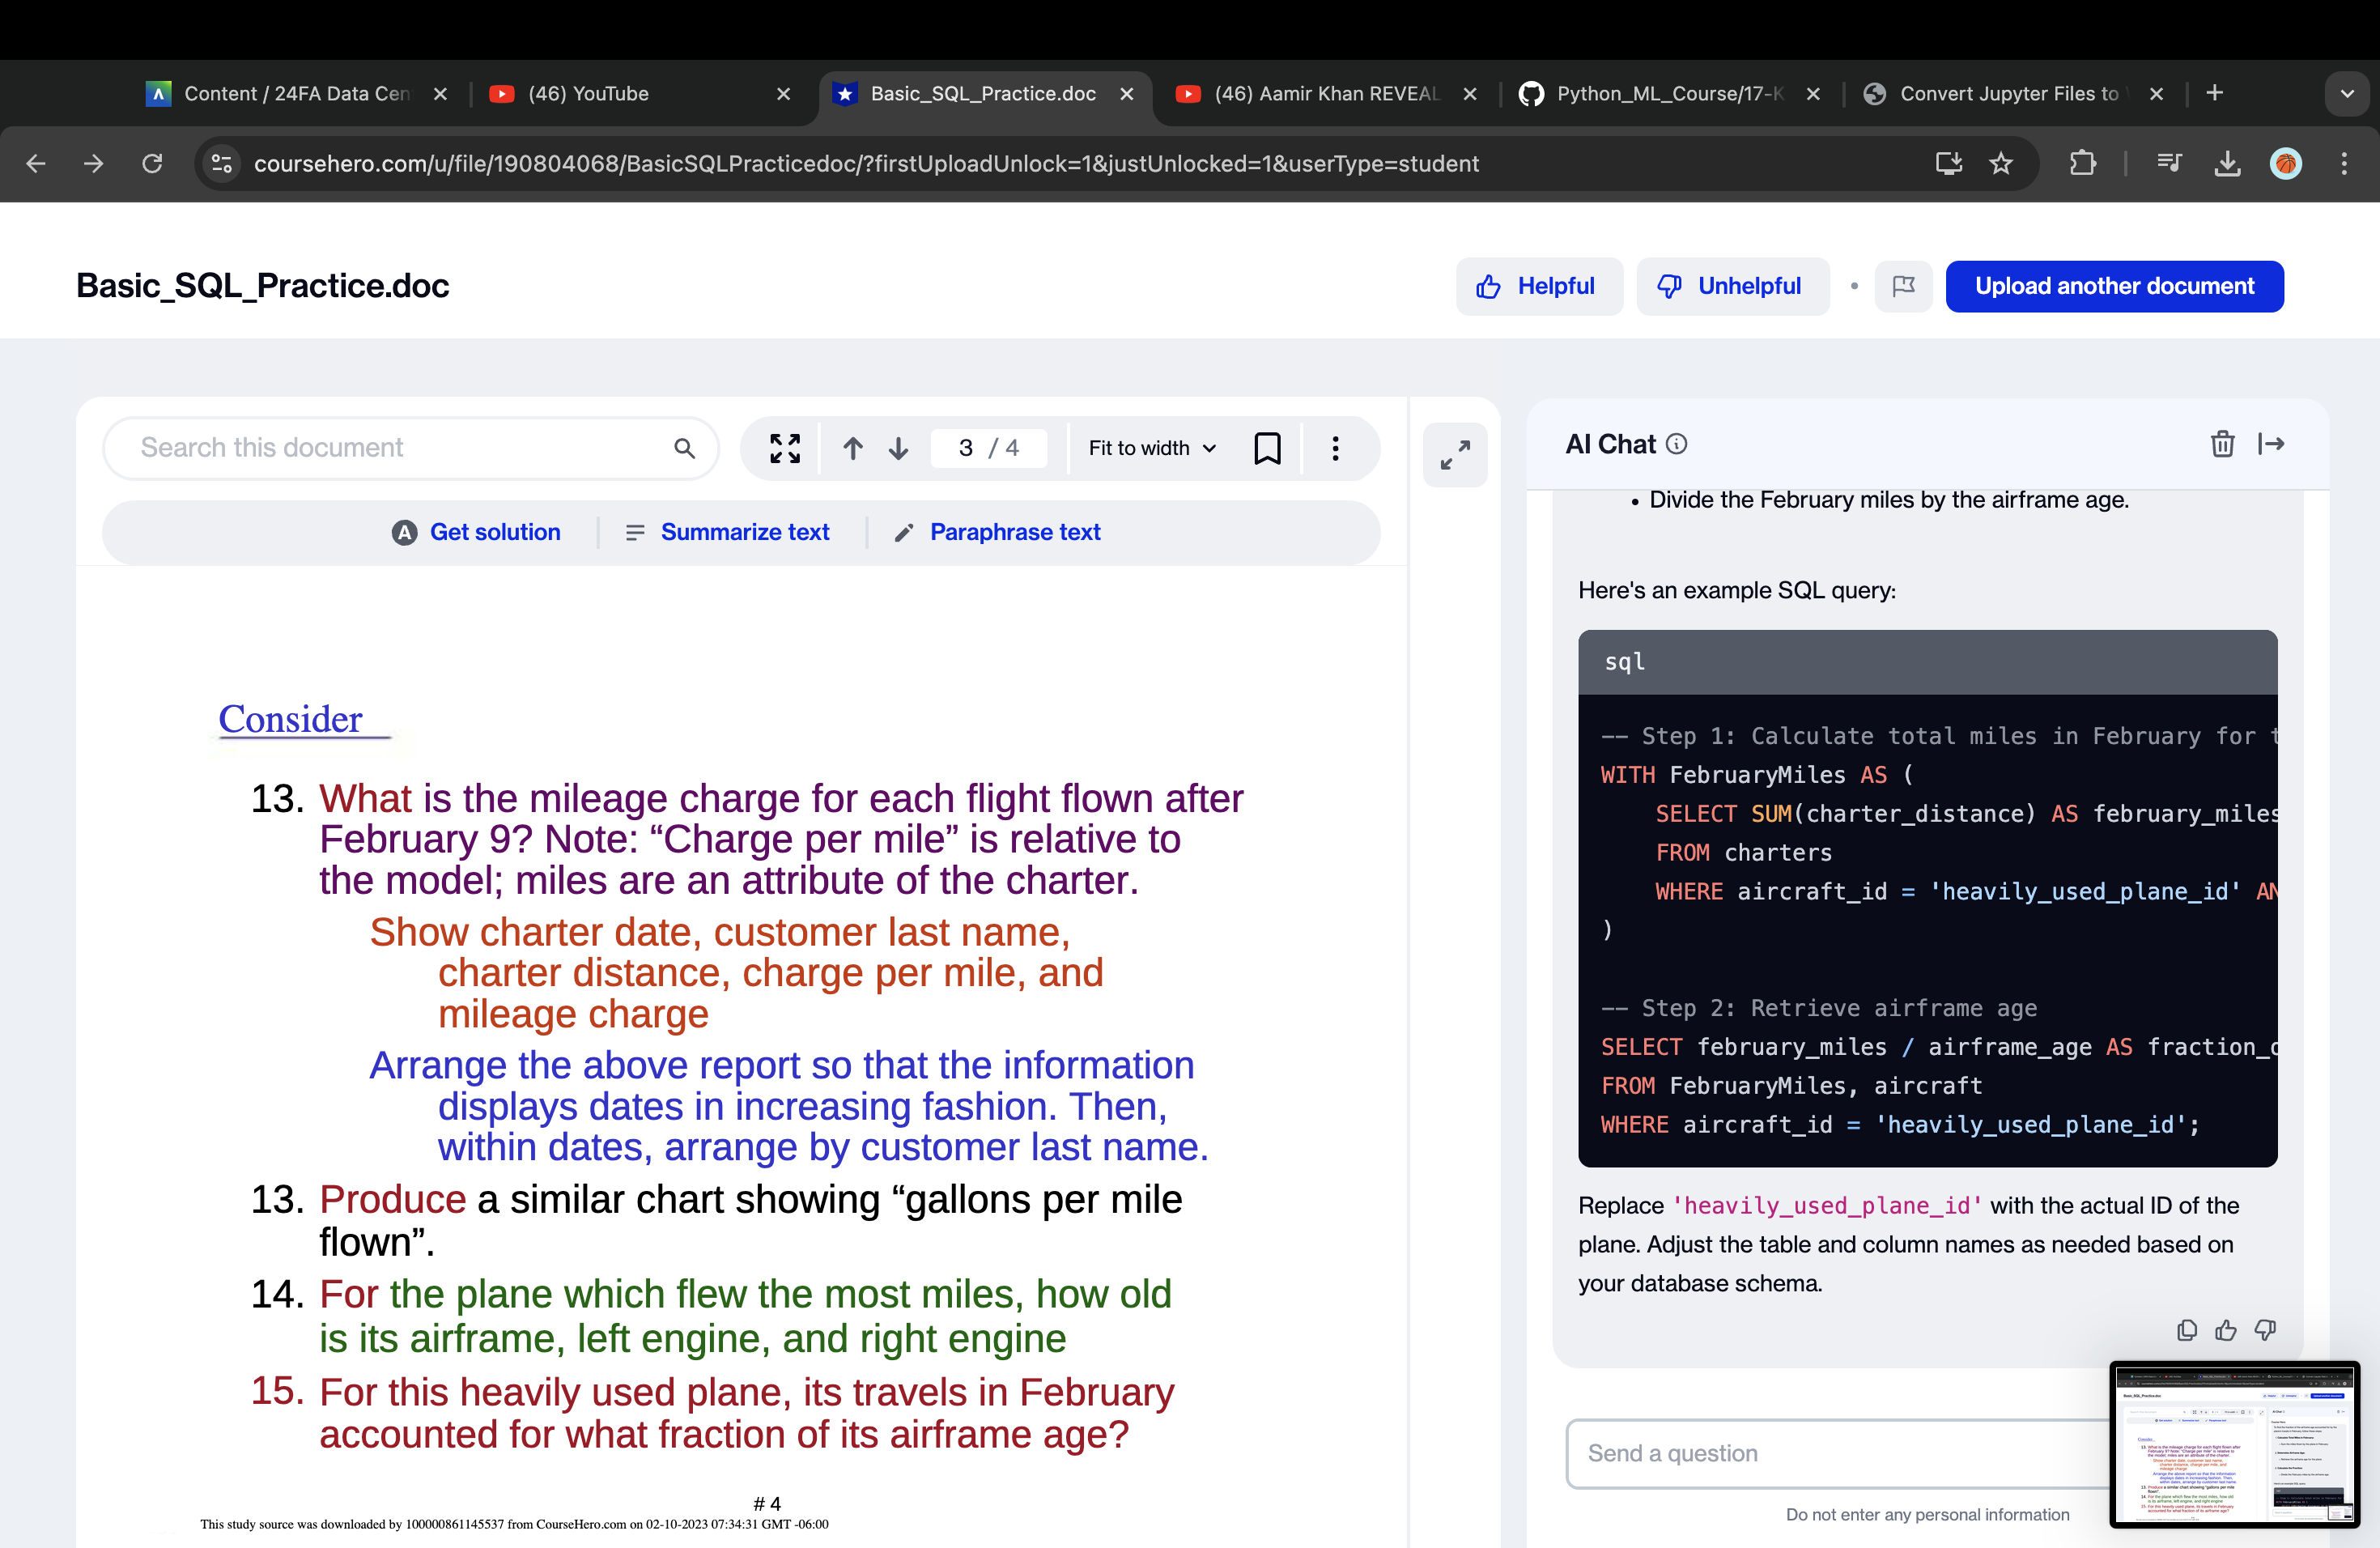 Content / 24FA Data Cen
(46) YouTube
Basic_SQL_Practice.doc
(46) Aamir Khan REVEAL
Python_ML_Course/17-K
Convert Jupyter Files to
coursehero.com/u/file/190804068/BasicSQLPracticedoc/?firstUploadUnlock=1&justUnlocked=1&userType=student
Basic_SQL_Practice.doc
Helpful
Unhelpful
Upload another document
Search this document
3 / 4
Fit to width
Get solution
Summarize text
Paraphrase text
Consider
13. What is the mileage charge for each flight flown after
February 9? Note: “Charge per mile” is relative to
the model; miles are an attribute of the charter.
Show charter date, customer last name,
charter distance, charge per mile, and
mileage charge
Arrange the above report so that the information
displays dates in increasing fashion. Then,
within dates, arrange by customer last name.
13. Produce a similar chart showing “gallons per mile
flown”.
14. For the plane which flew the most miles, how old
is its airframe, left engine, and right engine
15. For this heavily used plane, its travels in February
accounted for what fraction of its airframe age?
# 4
This study source was downloaded by 100000861145537 from CourseHero.com on 02-10-2023 07:34:31 GMT -06:00
AI Chat
• Divide the February miles by the airframe age.
Here's an example SQL query:
sql
-- Step 1: Calculate total miles in February for t
WITH FebruaryMiles AS (
SELECT SUM(charter_distance) AS february_miles
FROM charters
WHERE aircraft_id = 'heavily_used_plane_id' AN
)
-- Step 2: Retrieve airframe age
SELECT february_miles / airframe_age AS fraction_o
FROM FebruaryMiles, aircraft
WHERE aircraft_id = 'heavily_used_plane_id';
Replace 'heavily_used_plane_id' with the actual ID of the
plane. Adjust the table and column names as needed based on
your database schema.
Send a question
Do not enter any personal information